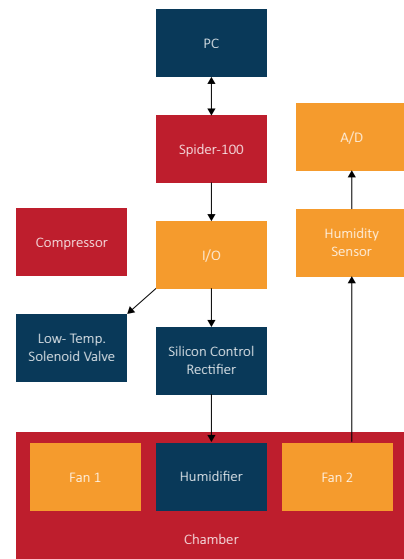 PC
Spider-100
A/D
Compressor
I/O
Humidity
Sensor
Low- Temp.
Solenoid Valve
Silicon Control
Rectifier
Fan 1
Humidifier
Fan 2
Chamber